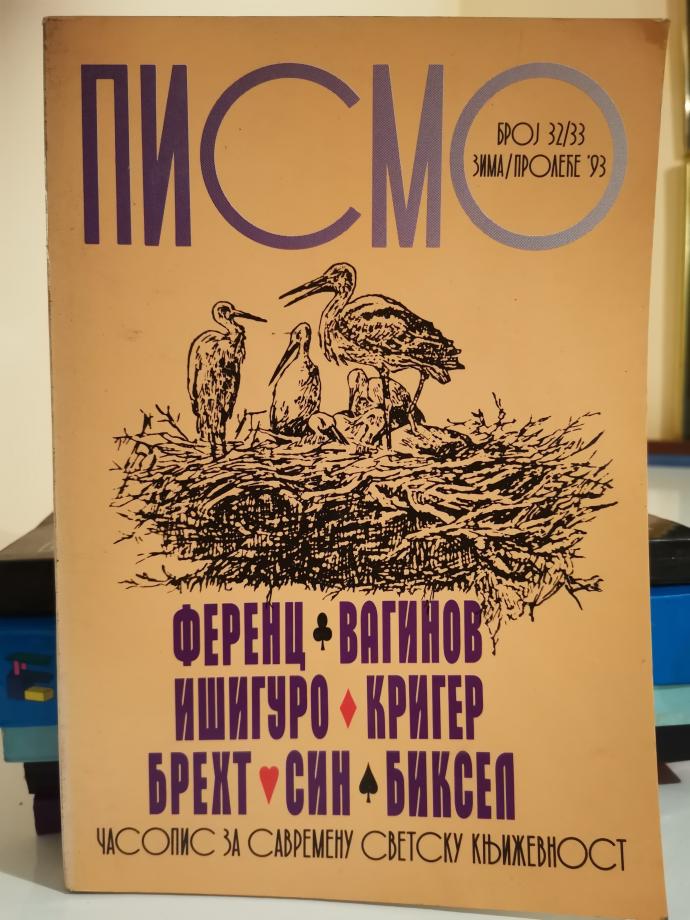 ПИСМО
БРОЈ 32/33
ЗИМА/ПРОЛЕЋЕ '93
ФЕРЕНЦ ♣ ВАГИНОВ
ИШИГУРО ♦ КРИГЕР
БРЕХТ ♥ СИН ♠ БИКСЕЛ
ЧАСОПИС ЗА САВРЕМЕНУ СВЕТСКУ КЊИЖЕВНОСТ